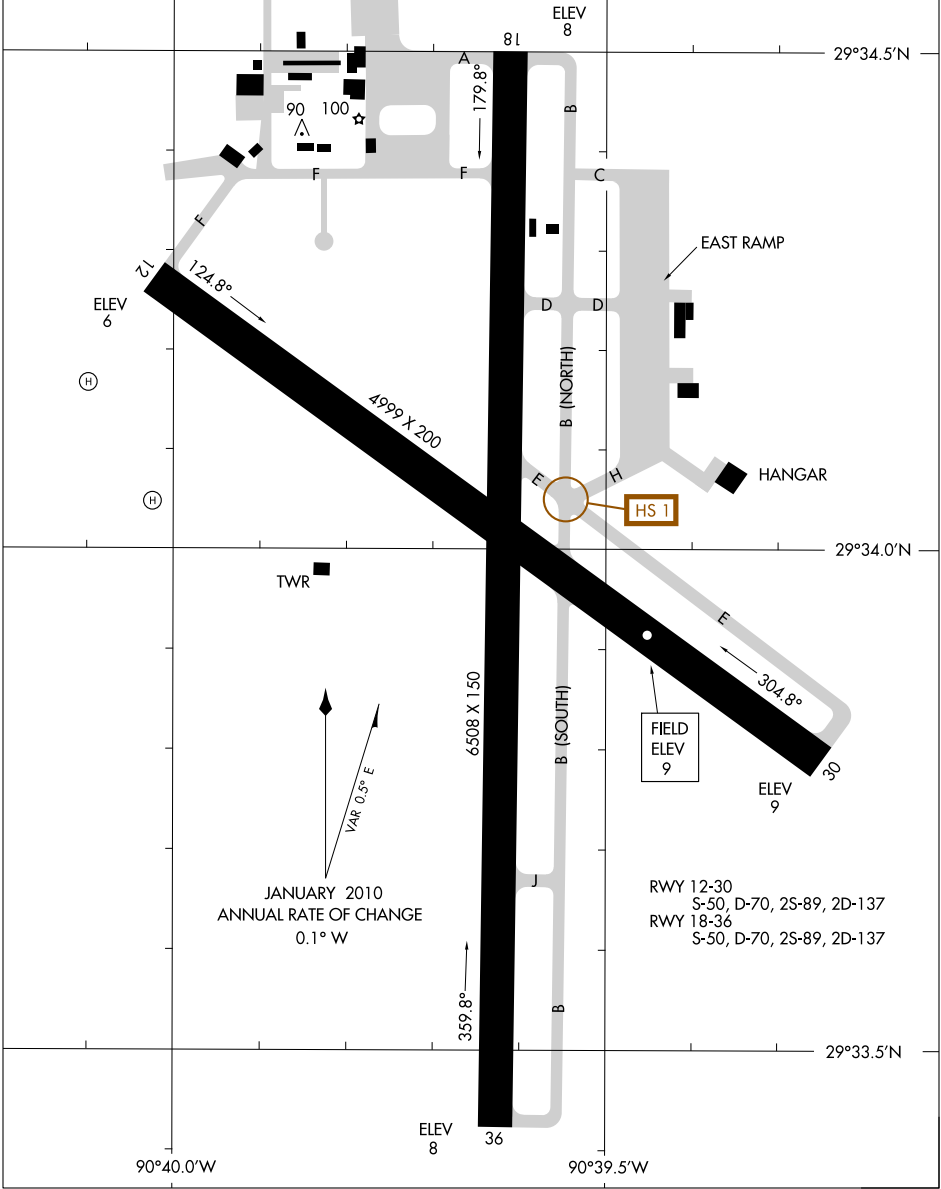 ELEV
8
18
29°34.5'N
A
179.8°
B
90
100
F
F
C
F
EAST RAMP
12
124.8°
ELEV
6
D
D
H
B (NORTH)
4999 X 200
E
H
HANGAR
H
HS 1
29°34.0'N
TWR
E
304.8°
6508 X 150
B (SOUTH)
FIELD
ELEV
9
30
ELEV
9
VAR 0.5° E
J
JANUARY 2010
ANNUAL RATE OF CHANGE
0.1° W
RWY 12-30
S-50, D-70, 2S-89, 2D-137
RWY 18-36
S-50, D-70, 2S-89, 2D-137
359.8°
B
29°33.5'N
ELEV
8
36
90°40.0'W
90°39.5'W